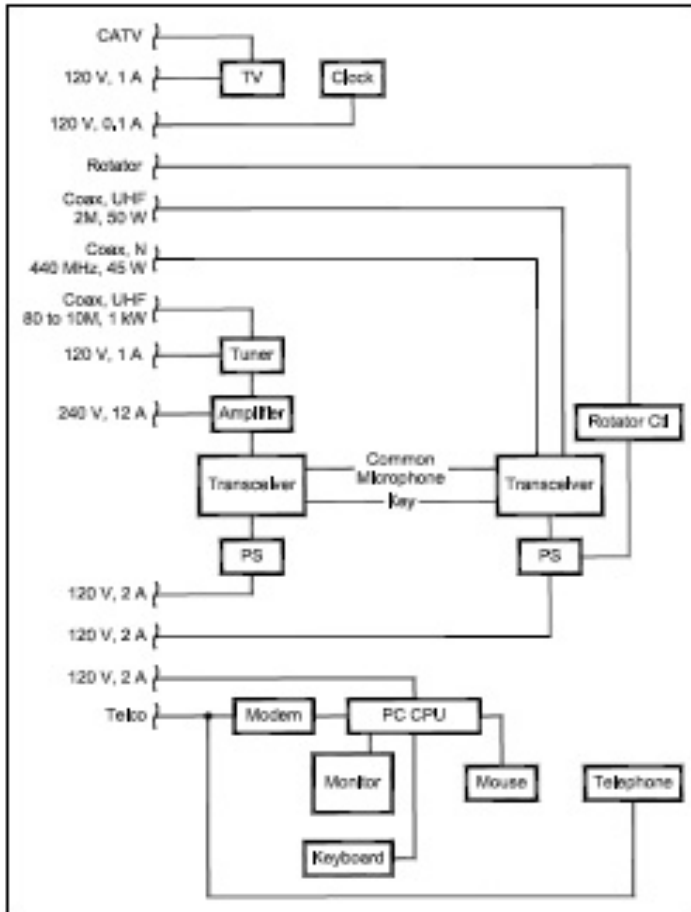 CATV
120 V, 1 A
TV
Clock
120 V, 0.1 A
Rotator
Coax, UHF
2M, 50 W
Coax, N
440 MHz, 45 W
Coax, UHF
80 to 10M, 1 kW
120 V, 1 A
Tuner
240 V, 12 A
Amplifier
Rotator Ctl
Transceiver
Common
Microphone
Key
Transceiver
PS
PS
120 V, 2 A
120 V, 2 A
120 V, 2 A
Telco
Modem
PC CPU
Monitor
Mouse
Telephone
Keyboard